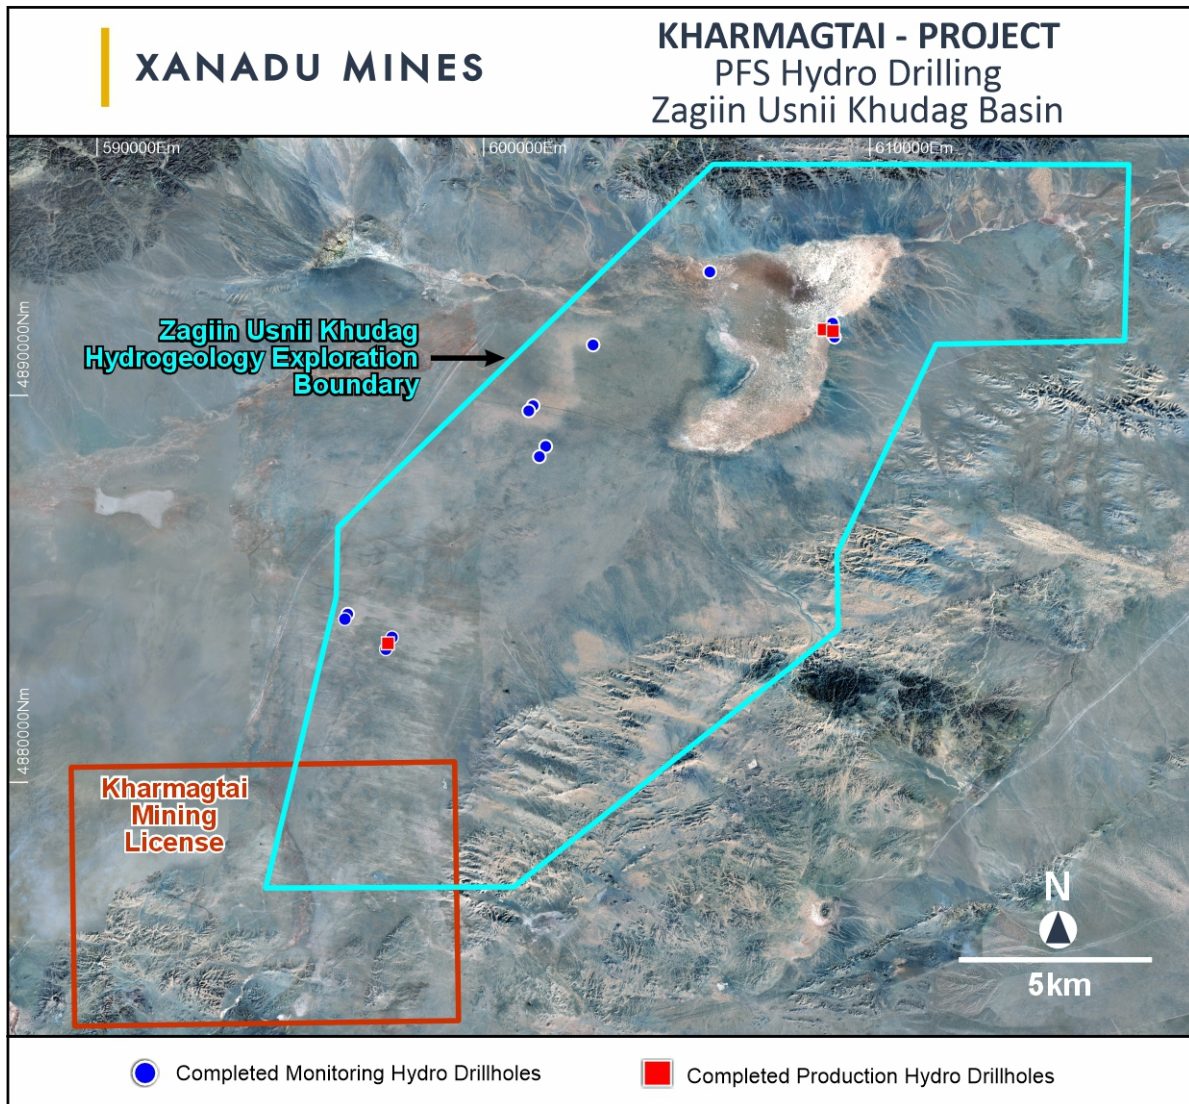 XANADU MINES
KHARMAGTAI - PROJECT
PFS Hydro Drilling
Zagiin Usnii Khudag Basin
590000Em
600000Em
610000Em
4890000Nm
4880000Nm
Zagiin Usnii Khudag
Hydrogeology Exploration
Boundary
Kharmagtai
Mining
License
N
5km
Completed Monitoring Hydro Drillholes
Completed Production Hydro Drillholes